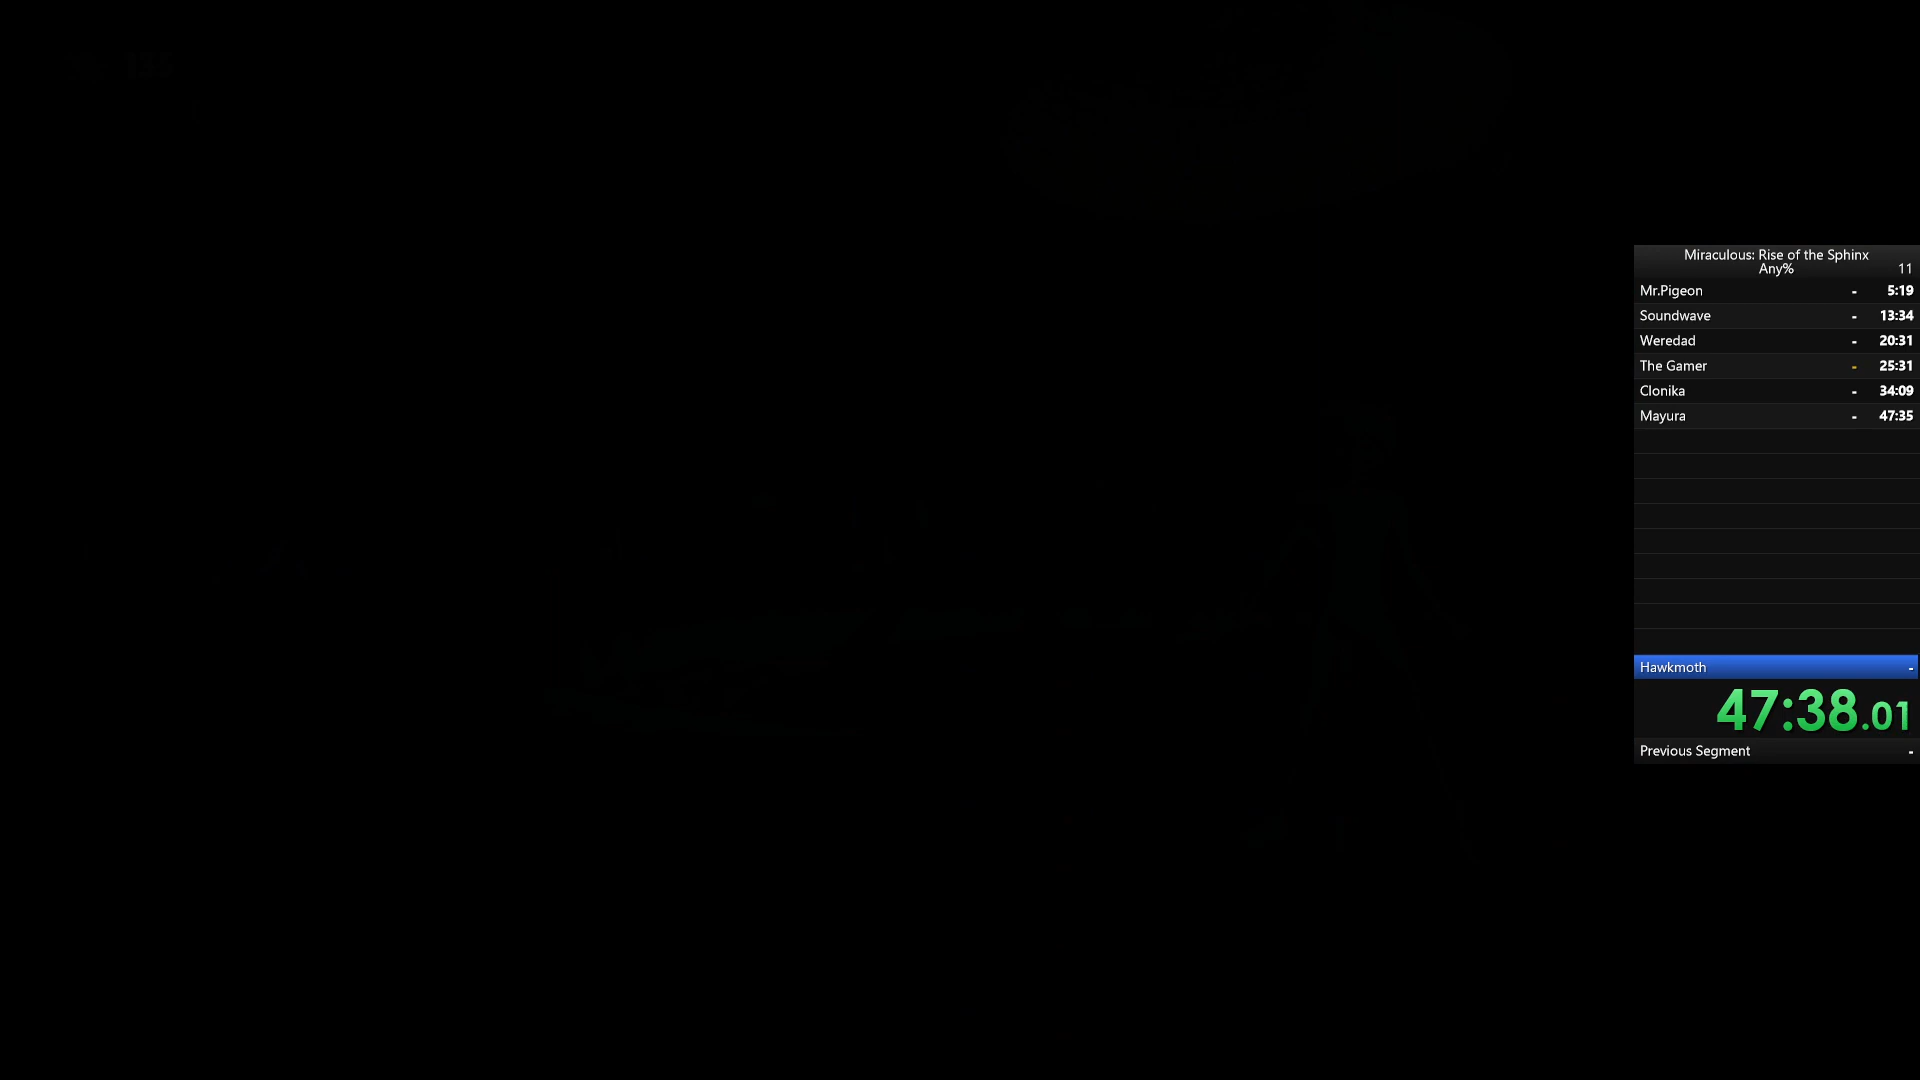 Miraculous: Rise of the Sphinx
Any% 11
Mr.Pigeon - 5:19
Soundwave - 13:34
Weredad - 20:31
The Gamer - 25:31
Clonika - 34:09
Mayura - 47:35
Hawkmoth -
47:38.01
Previous Segment -